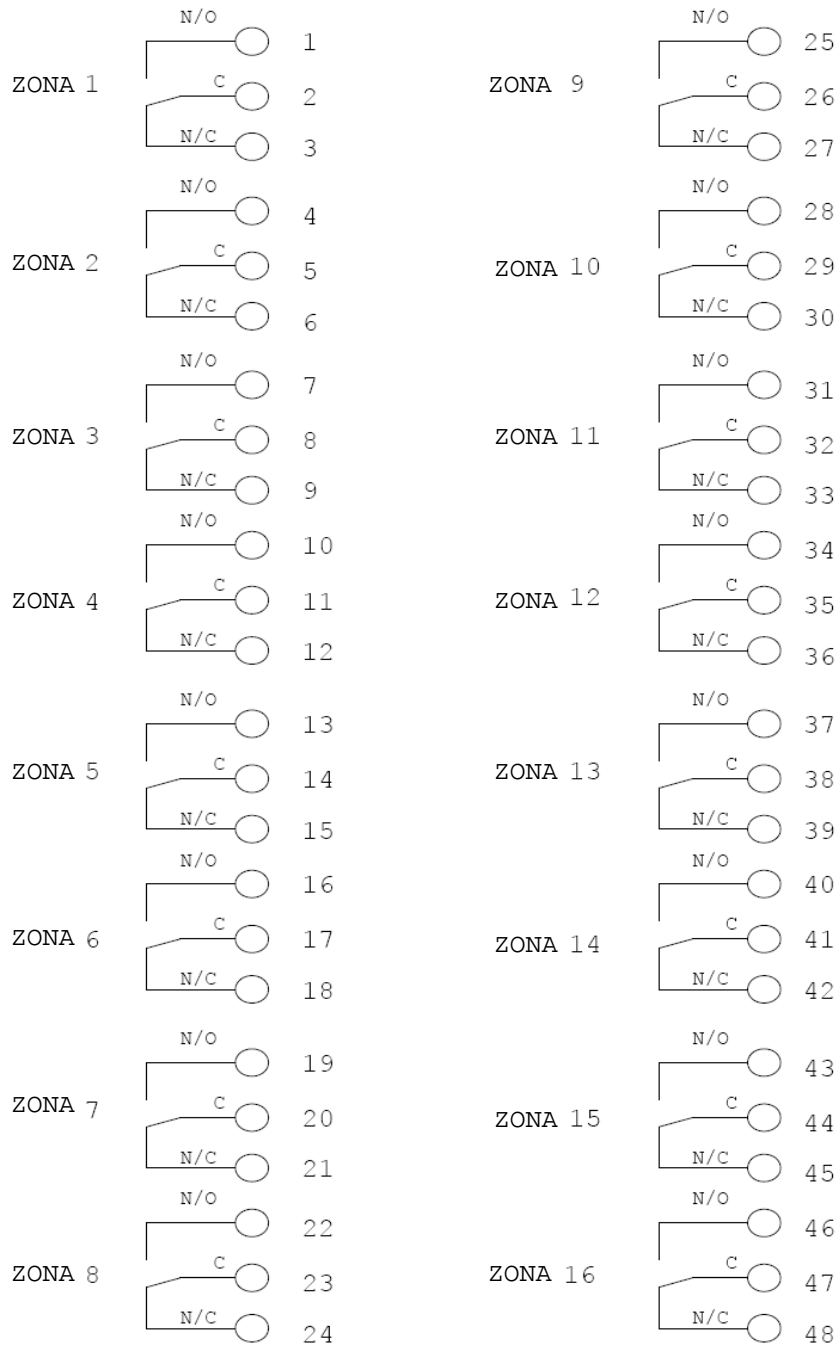 N/O 1
ZONA 1 C 2
N/C 3
N/O 4
ZONA 2 C 5
N/C 6
N/O 7
ZONA 3 C 8
N/C 9
N/O 10
ZONA 4 C 11
N/C 12
N/O 13
ZONA 5 C 14
N/C 15
N/O 16
ZONA 6 C 17
N/C 18
N/O 19
ZONA 7 C 20
N/C 21
N/O 22
ZONA 8 C 23
N/C 24
N/O 25
ZONA 9 C 26
N/C 27
N/O 28
ZONA 10 C 29
N/C 30
N/O 31
ZONA 11 C 32
N/C 33
N/O 34
ZONA 12 C 35
N/C 36
N/O 37
ZONA 13 C 38
N/C 39
N/O 40
ZONA 14 C 41
N/C 42
N/O 43
ZONA 15 C 44
N/C 45
N/O 46
ZONA 16 C 47
N/C 48